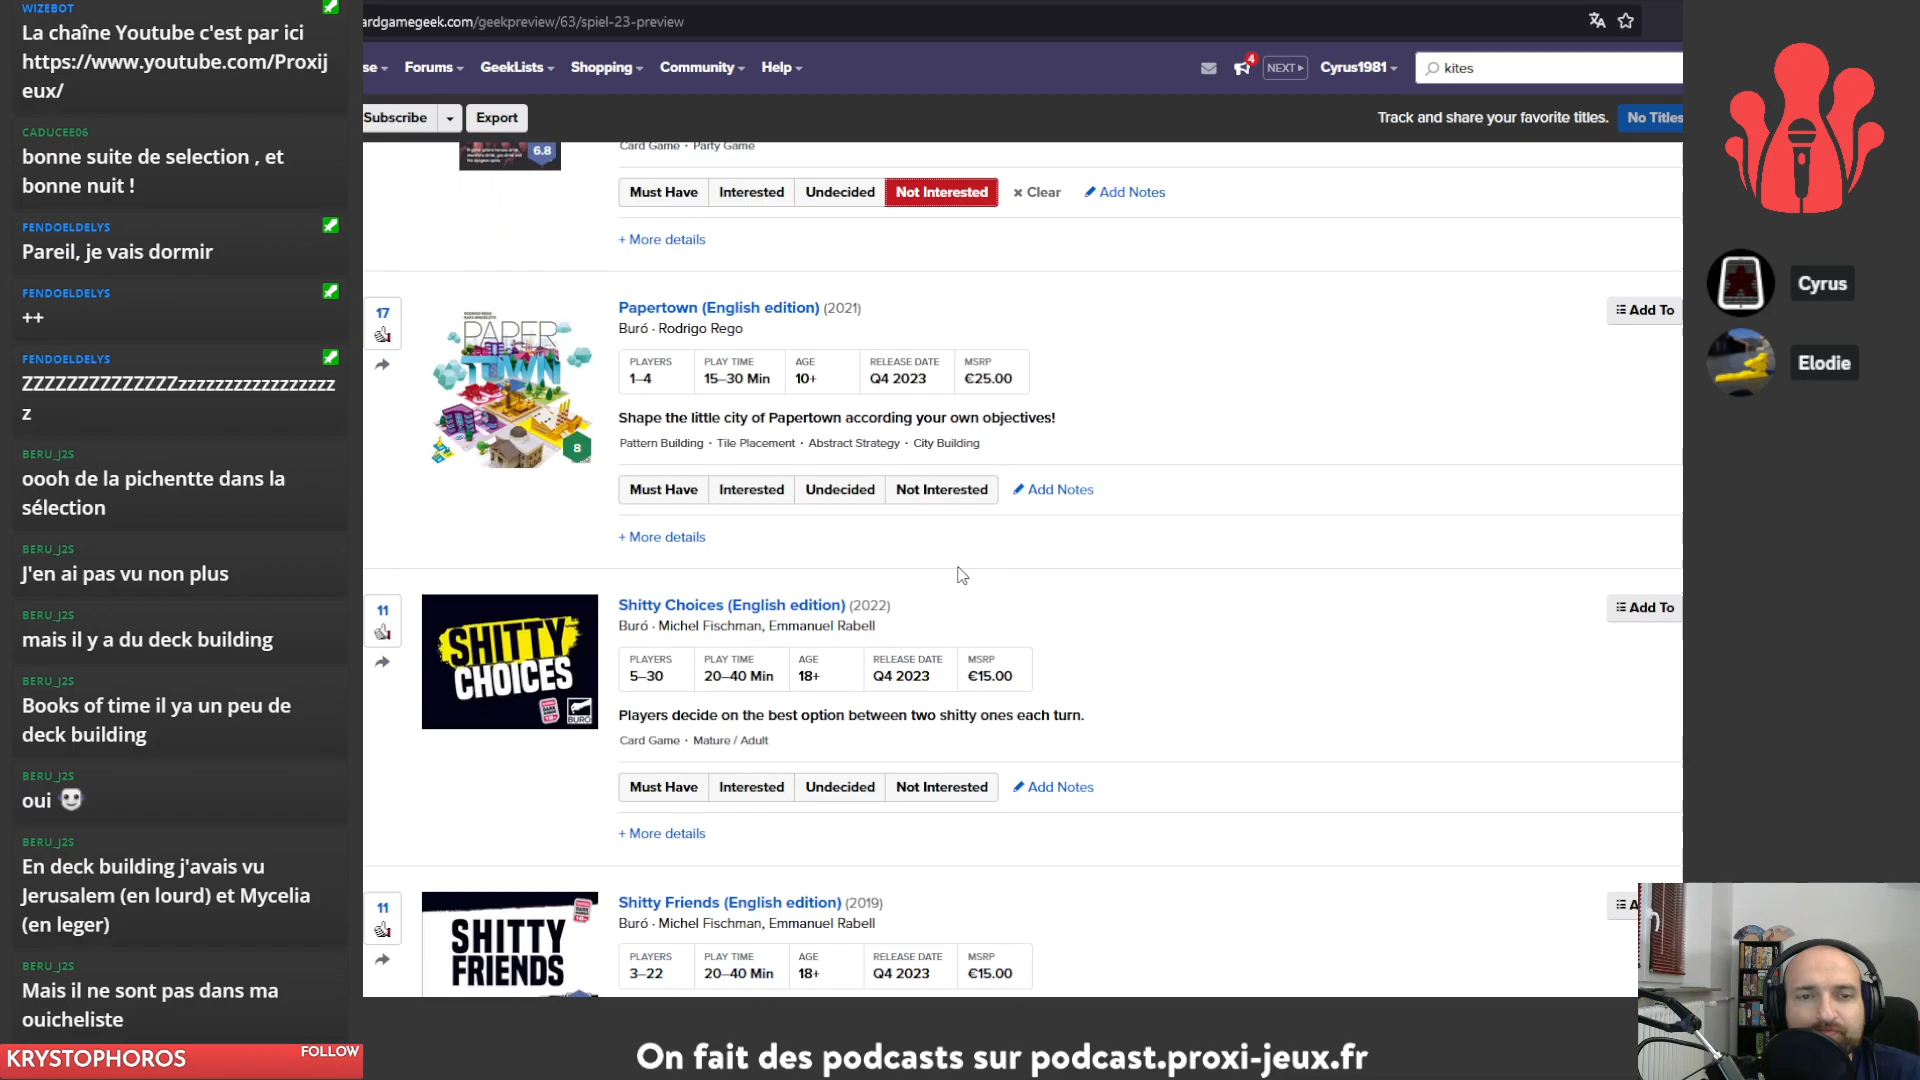 WIZEBOT
La chaîne Youtube c'est par ici
https://www.youtube.com/Proxij
eux/
CADUCEE06
bonne suite de selection , et
bonne nuit !
FENDOELDELYS
Pareil, je vais dormir
FENDOELDELYS
++
FENDOELDELYS
ZZZZZZZZZZZZZZzzzzzzzzzzzzzzzzzz
z
BERU_J2S
oooh de la pichentte dans la
sélection
BERU_J2S
J'en ai pas vu non plus
BERU_J2S
mais il y a du deck building
BERU_J2S
Books of time il ya un peu de
deck building
BERU_J2S
oui
BERU_J2S
En deck building j'avais vu
Jerusalem (en lourd) et Mycelia
(en leger)
BERU_J2S
Mais il ne sont pas dans ma
ouicheliste
KRYSTOPHOROS
FOLLOW
ardgamegeek.com/geekpreview/63/spiel-23-preview
se Forums GeekLists Shopping Community Help
4 NEXT Cyrus1981 kites
Subscribe Export
Track and share your favorite titles. No Titles
6.8
Card Game · Party Game
Must Have Interested Undecided Not Interested × Clear Add Notes
+ More details
17
PAPER
TOWN
8
Papertown (English edition) (2021)
Add To
Buró · Rodrigo Rego
PLAYERS PLAY TIME AGE RELEASE DATE MSRP
1–4 15–30 Min 10+ Q4 2023 €25.00
Shape the little city of Papertown according your own objectives!
Pattern Building · Tile Placement · Abstract Strategy · City Building
Must Have Interested Undecided Not Interested Add Notes
+ More details
11
SHITTY
CHOICES
BURÓ
Shitty Choices (English edition) (2022)
Add To
Buró · Michel Fischman, Emmanuel Rabell
PLAYERS PLAY TIME AGE RELEASE DATE MSRP
5–30 20–40 Min 18+ Q4 2023 €15.00
Players decide on the best option between two shitty ones each turn.
Card Game · Mature / Adult
Must Have Interested Undecided Not Interested Add Notes
+ More details
11
SHITTY
FRIENDS
Shitty Friends (English edition) (2019)
Buró · Michel Fischman, Emmanuel Rabell
PLAYERS PLAY TIME AGE RELEASE DATE MSRP
3–22 20–40 Min 18+ Q4 2023 €15.00
Cyrus
Elodie
On fait des podcasts sur podcast.proxi-jeux.fr